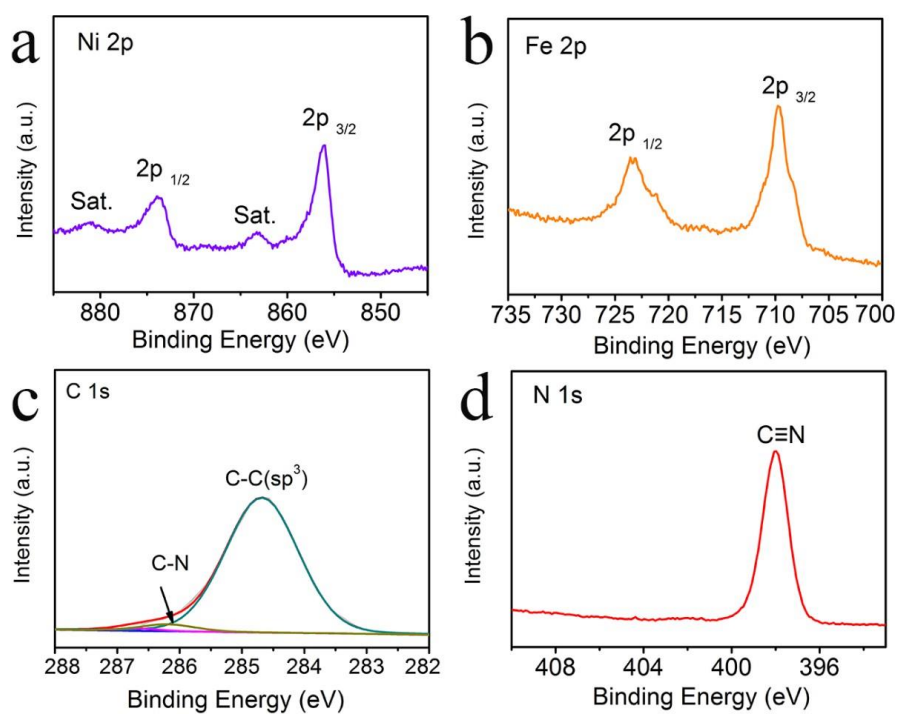 a
Ni 2p
Intensity (a.u.)
Sat.
2p 1/2
Sat.
2p 3/2
880 870 860 850
Binding Energy (eV)
b
Fe 2p
Intensity (a.u.)
2p 1/2
2p 3/2
735 730 725 720 715 710 705 700
Binding Energy (eV)
c
C 1s
Intensity (a.u.)
C-N
C-C(sp³)
288 287 286 285 284 283 282
Binding Energy (eV)
d
N 1s
Intensity (a.u.)
C≡N
408 404 400 396
Binding Energy (eV)